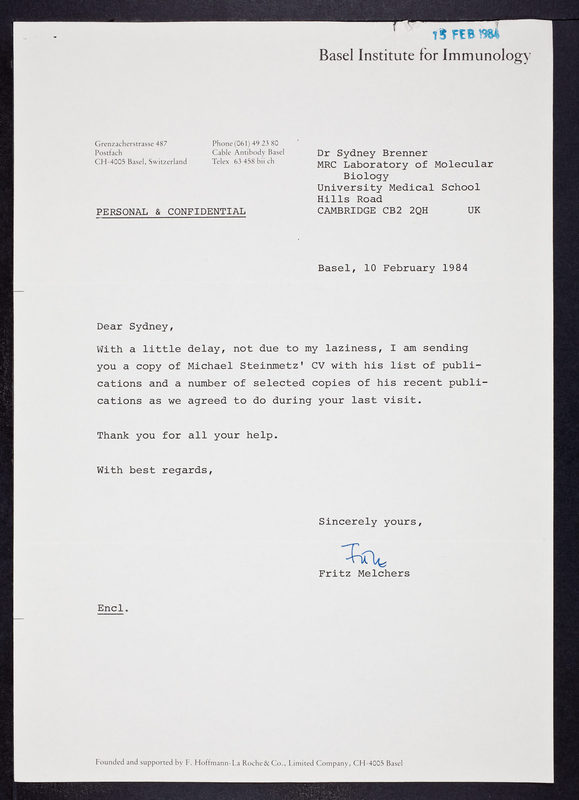 15 FEB 1984
Basel Institute for Immunology
Grenzacherstrasse 487
Postfach
CH-4005 Basel, Switzerland
Phone (061) 49 23 80
Cable Antibody Basel
Telex 63 458 bii ch
Dr Sydney Brenner
MRC Laboratory of Molecular
Biology
University Medical School
Hills Road
CAMBRIDGE CB2 2QH UK
PERSONAL & CONFIDENTIAL
Basel, 10 February 1984
Dear Sydney,
With a little delay, not due to my laziness, I am sending
you a copy of Michael Steinmetz' CV with his list of publi-
cations and a number of selected copies of his recent publi-
cations as we agreed to do during your last visit.
Thank you for all your help.
With best regards,
Sincerely yours,
Fritz
Fritz Melchers
Encl.
Founded and supported by F. Hoffmann-La Roche & Co., Limited Company, CH-4005 Basel